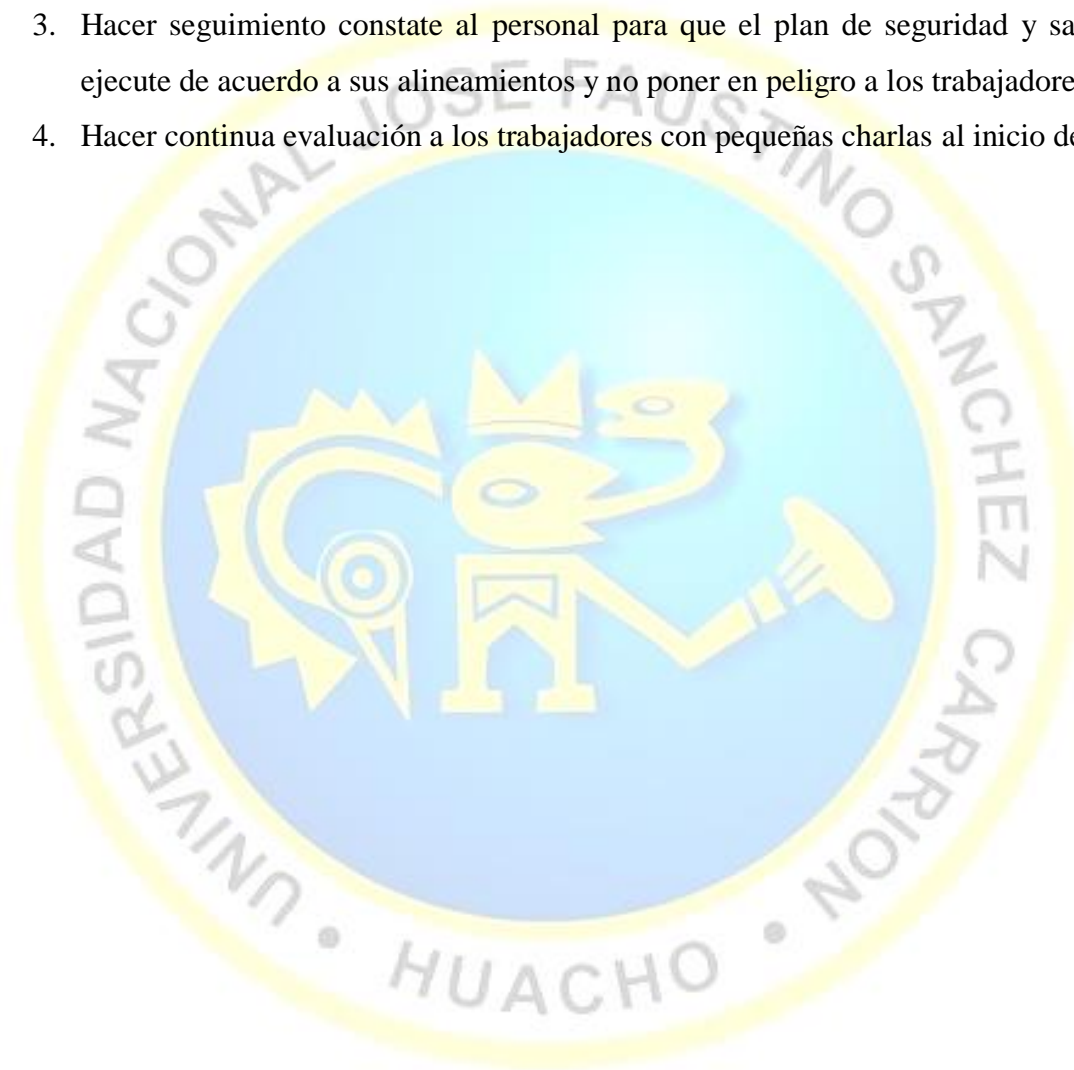 3. Hacer seguimiento constate al personal para que el plan de seguridad y sa
ejecute de acuerdo a sus alineamientos y no poner en peligro a los trabajadore
4. Hacer continua evaluación a los trabajadores con pequeñas charlas al inicio de
UNIVERSIDAD NACIONAL JOSE FAUSTINO SANCHEZ CARRION
• HUACHO •